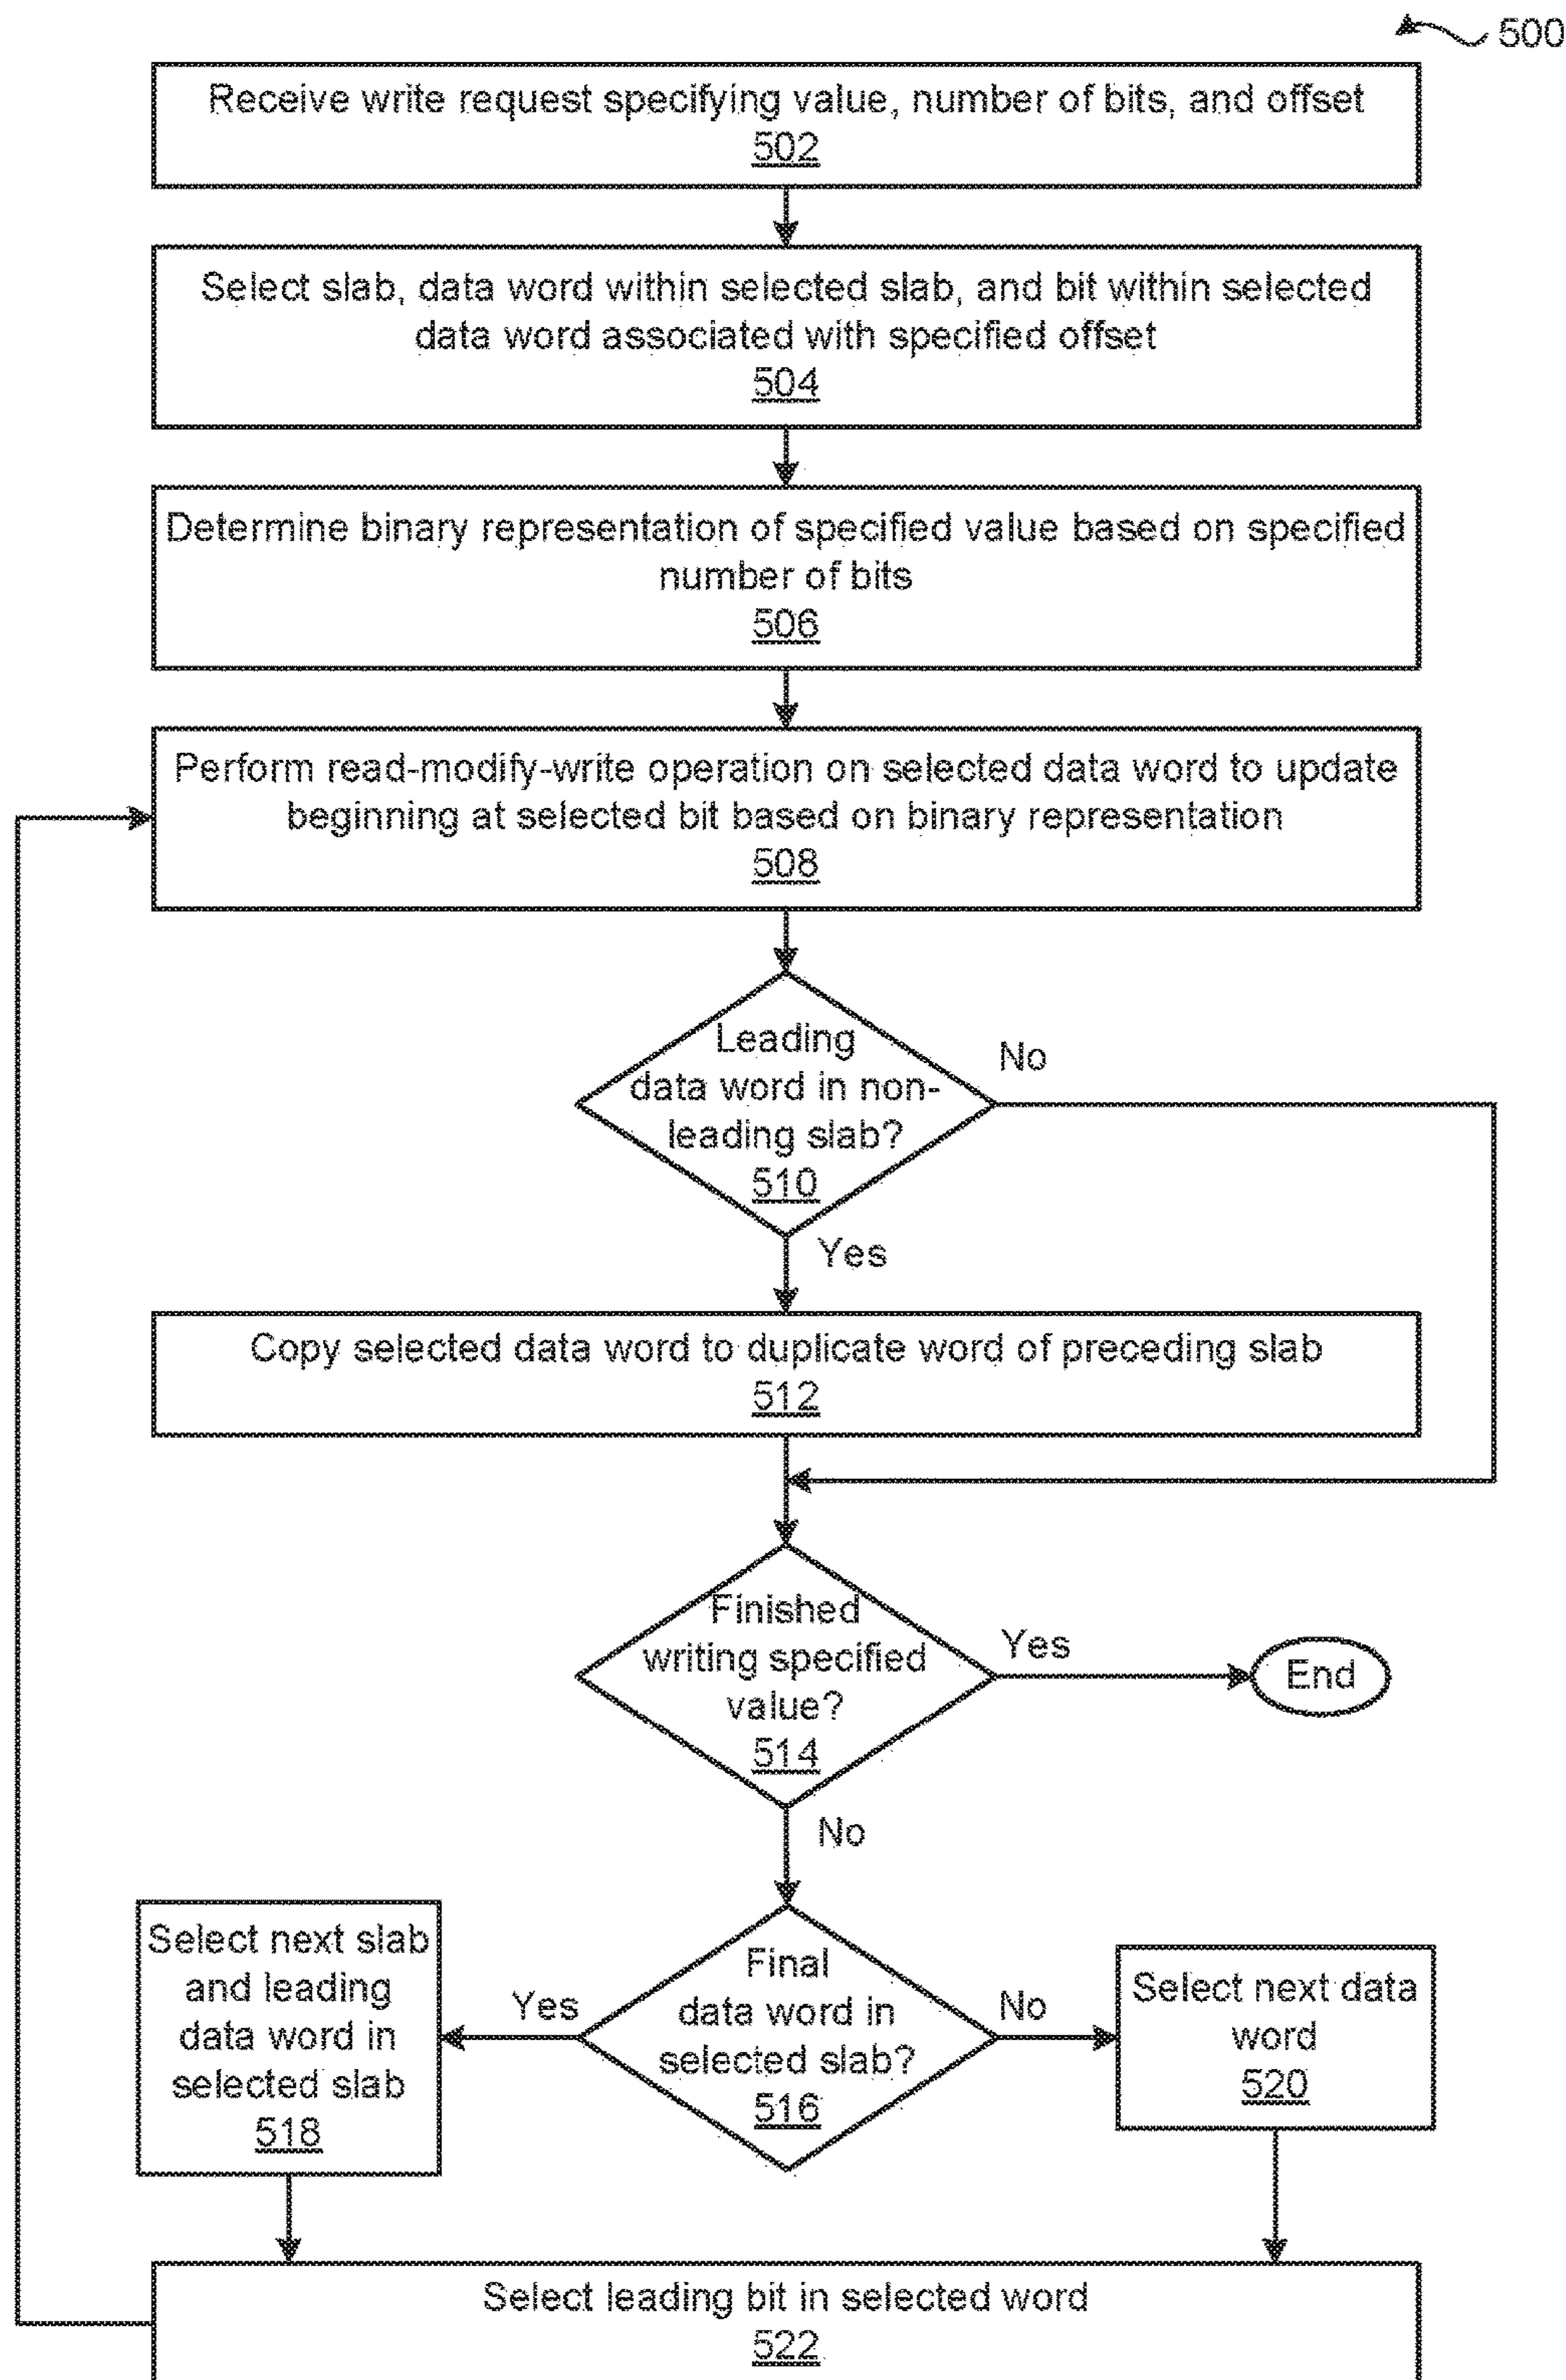 500
Receive write request specifying value, number of bits, and offset
502
Select slab, data word within selected slab, and bit within selected
data word associated with specified offset
504
Determine binary representation of specified value based on specified
number of bits
506
Perform read-modify-write operation on selected data word to update
beginning at selected bit based on binary representation
508
Leading
data word in non-
leading slab?
510
No
Yes
Copy selected data word to duplicate word of preceding slab
512
Finished
writing specified
value?
514
Yes
End
No
Select next slab
and leading
data word in
selected slab
518
Yes
Final
data word in
selected slab?
516
No
Select next data
word
520
Select leading bit in selected word
522